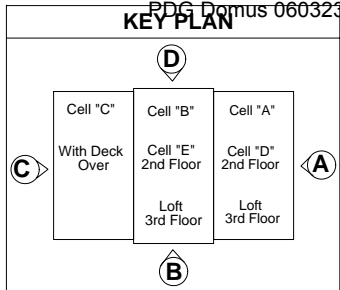 PDG Domus 060323
KEY PLAN
D
Cell "C"
With Deck
Over
Cell "B"
Cell "E"
2nd Floor
Loft
3rd Floor
Cell "A"
Cell "D"
2nd Floor
Loft
3rd Floor
C
A
B